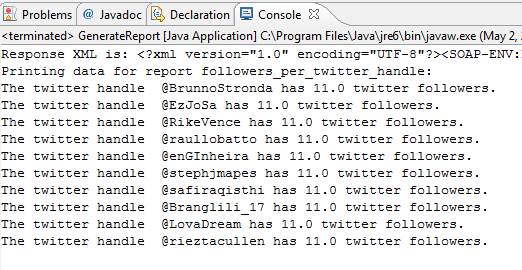 Problems @ Javadoc Declaration Console
<terminated> GenerateReport [Java Application] C:\Program Files\Java\jre6\bin\javaw.exe (May 2,
Response XML is: <?xml version="1.0" encoding="UTF-8"?><SOAP-ENV:
Printing data for report followers_per_twitter_handle:
The twitter handle  @BrunnoStronda has 11.0 twitter followers.
The twitter handle  @EzJoSa has 11.0 twitter followers.
The twitter handle  @RikeVence has 11.0 twitter followers.
The twitter handle  @raullobatto has 11.0 twitter followers.
The twitter handle  @enGInheira has 11.0 twitter followers.
The twitter handle  @stephjmapes has 11.0 twitter followers.
The twitter handle  @safiraqisthi has 11.0 twitter followers.
The twitter handle  @Branglili_17 has 11.0 twitter followers.
The twitter handle  @LovaDream has 11.0 twitter followers.
The twitter handle  @rieztacullen has 11.0 twitter followers.